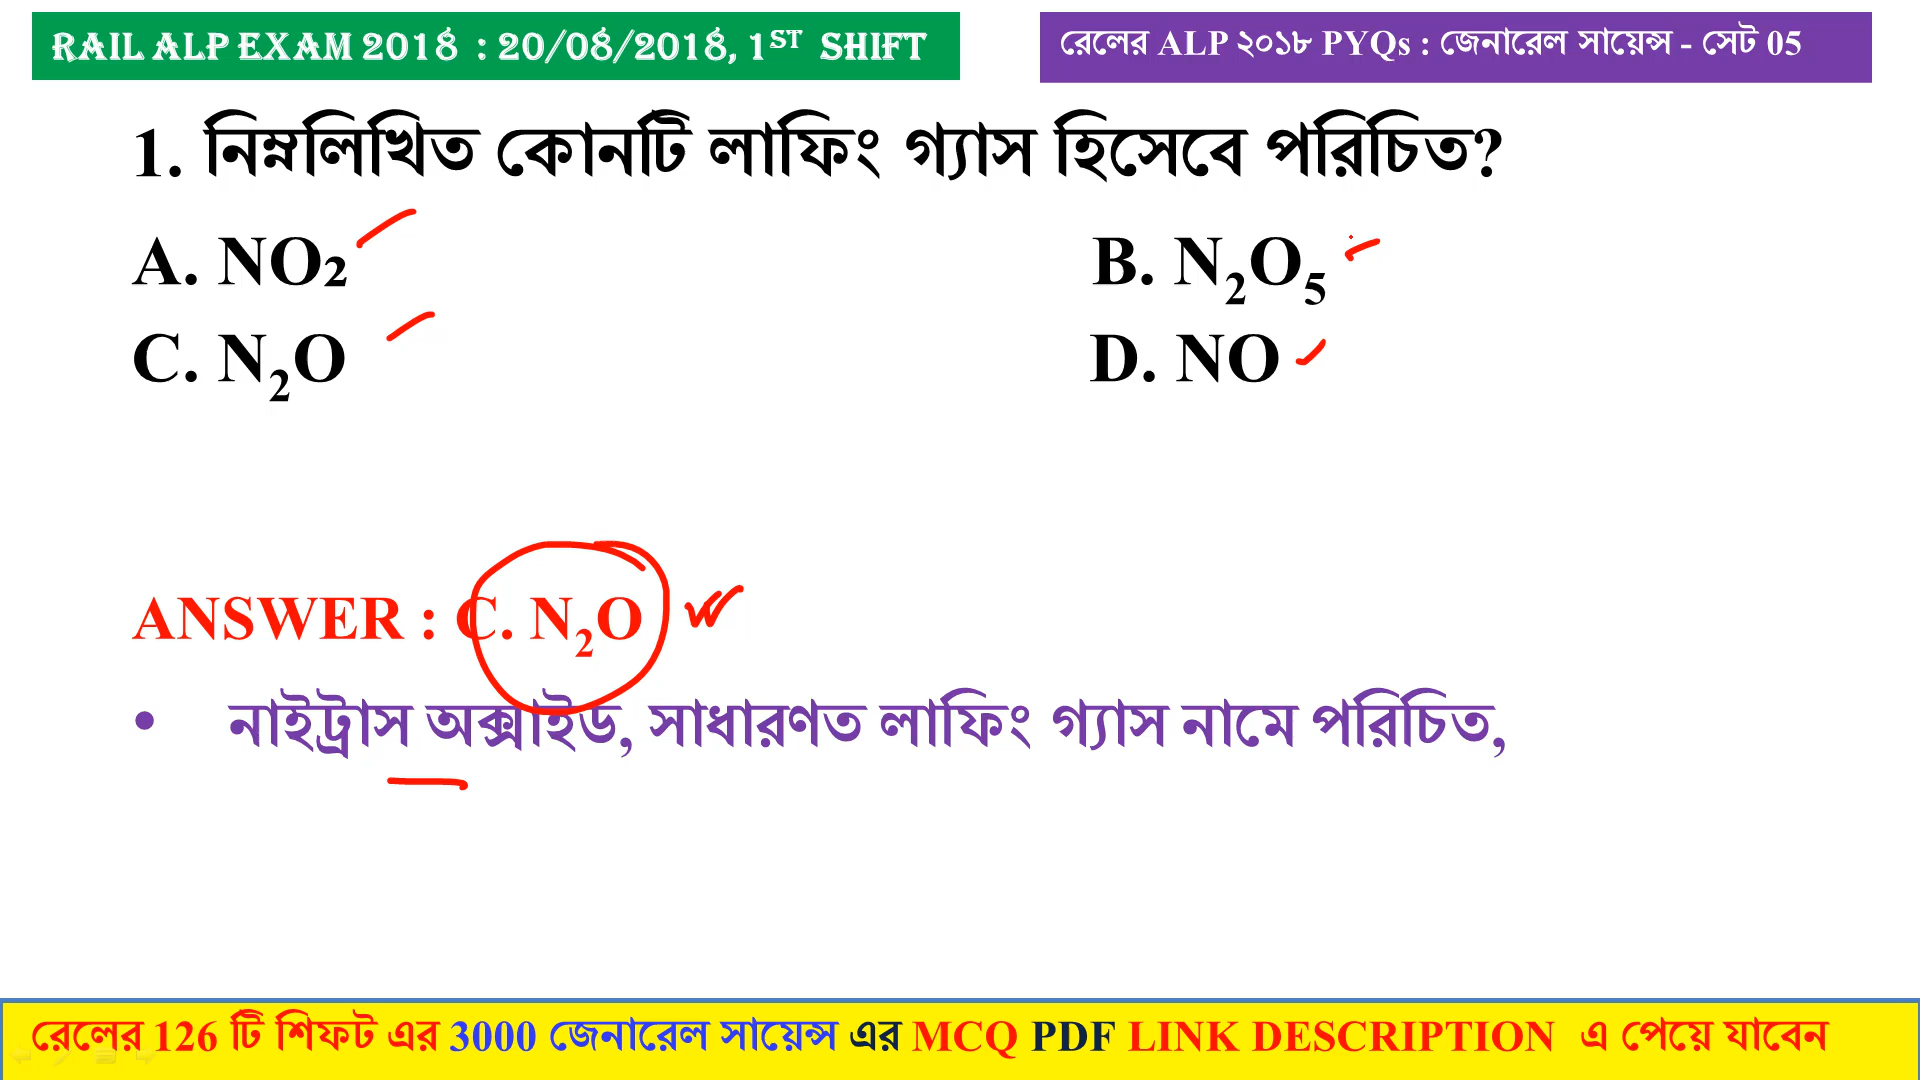 RAIL ALP EXAM 2018 : 20/08/2018, 1ST SHIFT
রেলের ALP ২০১৮ PYQs : জেনারেল সায়েন্স - সেট 05
1. নিম্নলিখিত কোনটি লাফিং গ্যাস হিসেবে পরিচিত?
A. NO₂ B. N₂O₅
C. N₂O D. NO
ANSWER : C. N₂O
• নাইট্রাস অক্সাইড, সাধারণত লাফিং গ্যাস নামে পরিচিত,
রেলের 126 টি শিফট এর 3000 জেনারেল সায়েন্স এর MCQ PDF LINK DESCRIPTION এ পেয়ে যাবেন